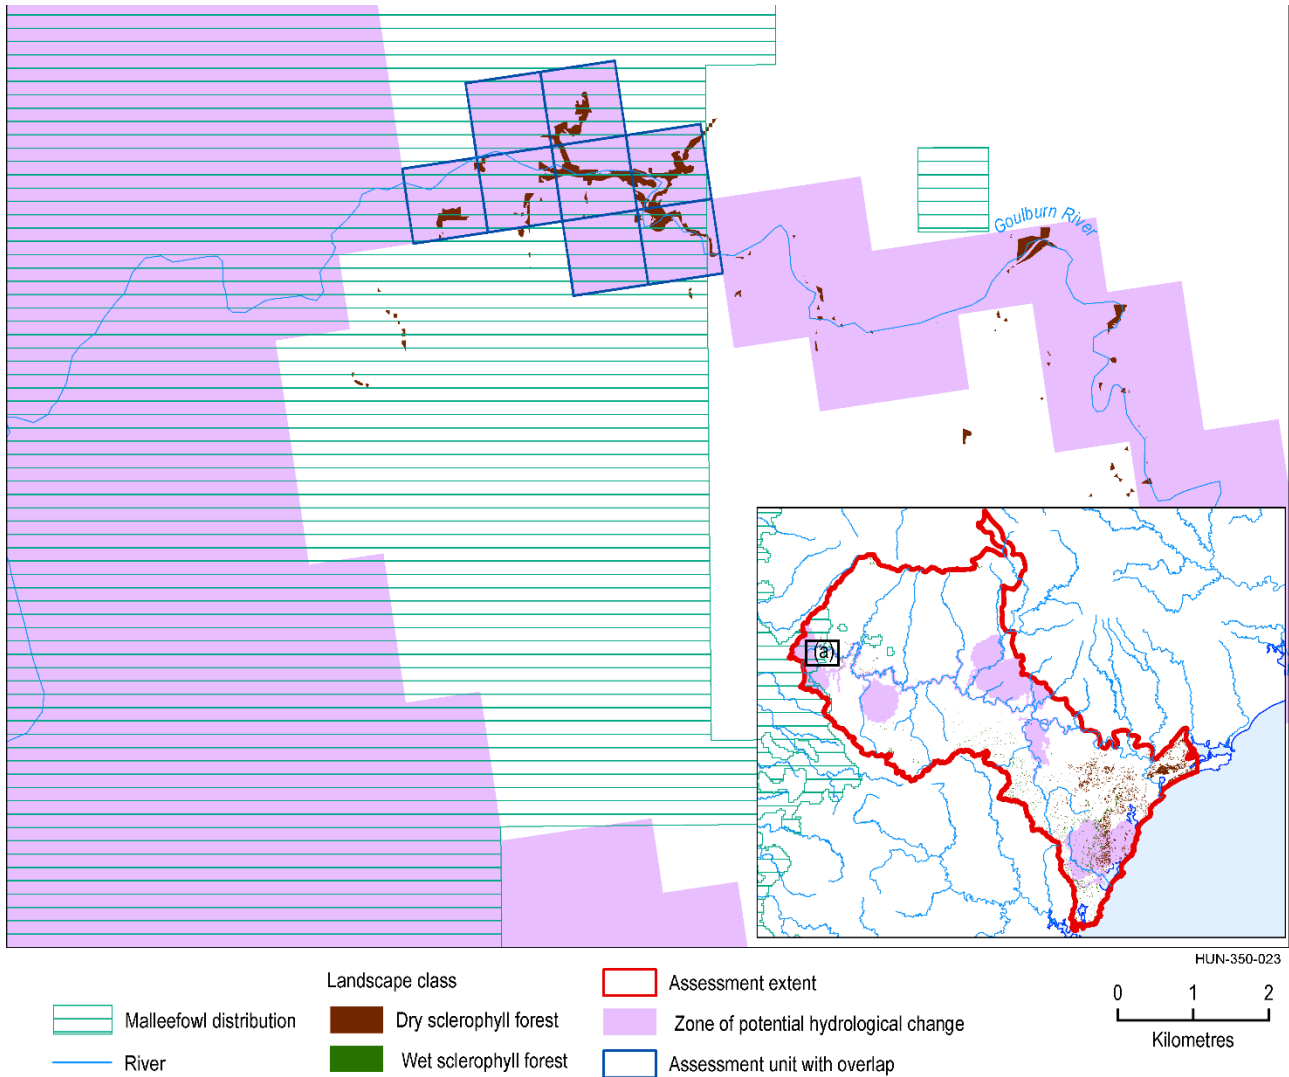 Goulburn River
(a)
HUN-350-023
Landscape class
Malleefowl distribution
River
Dry sclerophyll forest
Wet sclerophyll forest
Assessment extent
Zone of potential hydrological change
Assessment unit with overlap
0 1 2
Kilometres